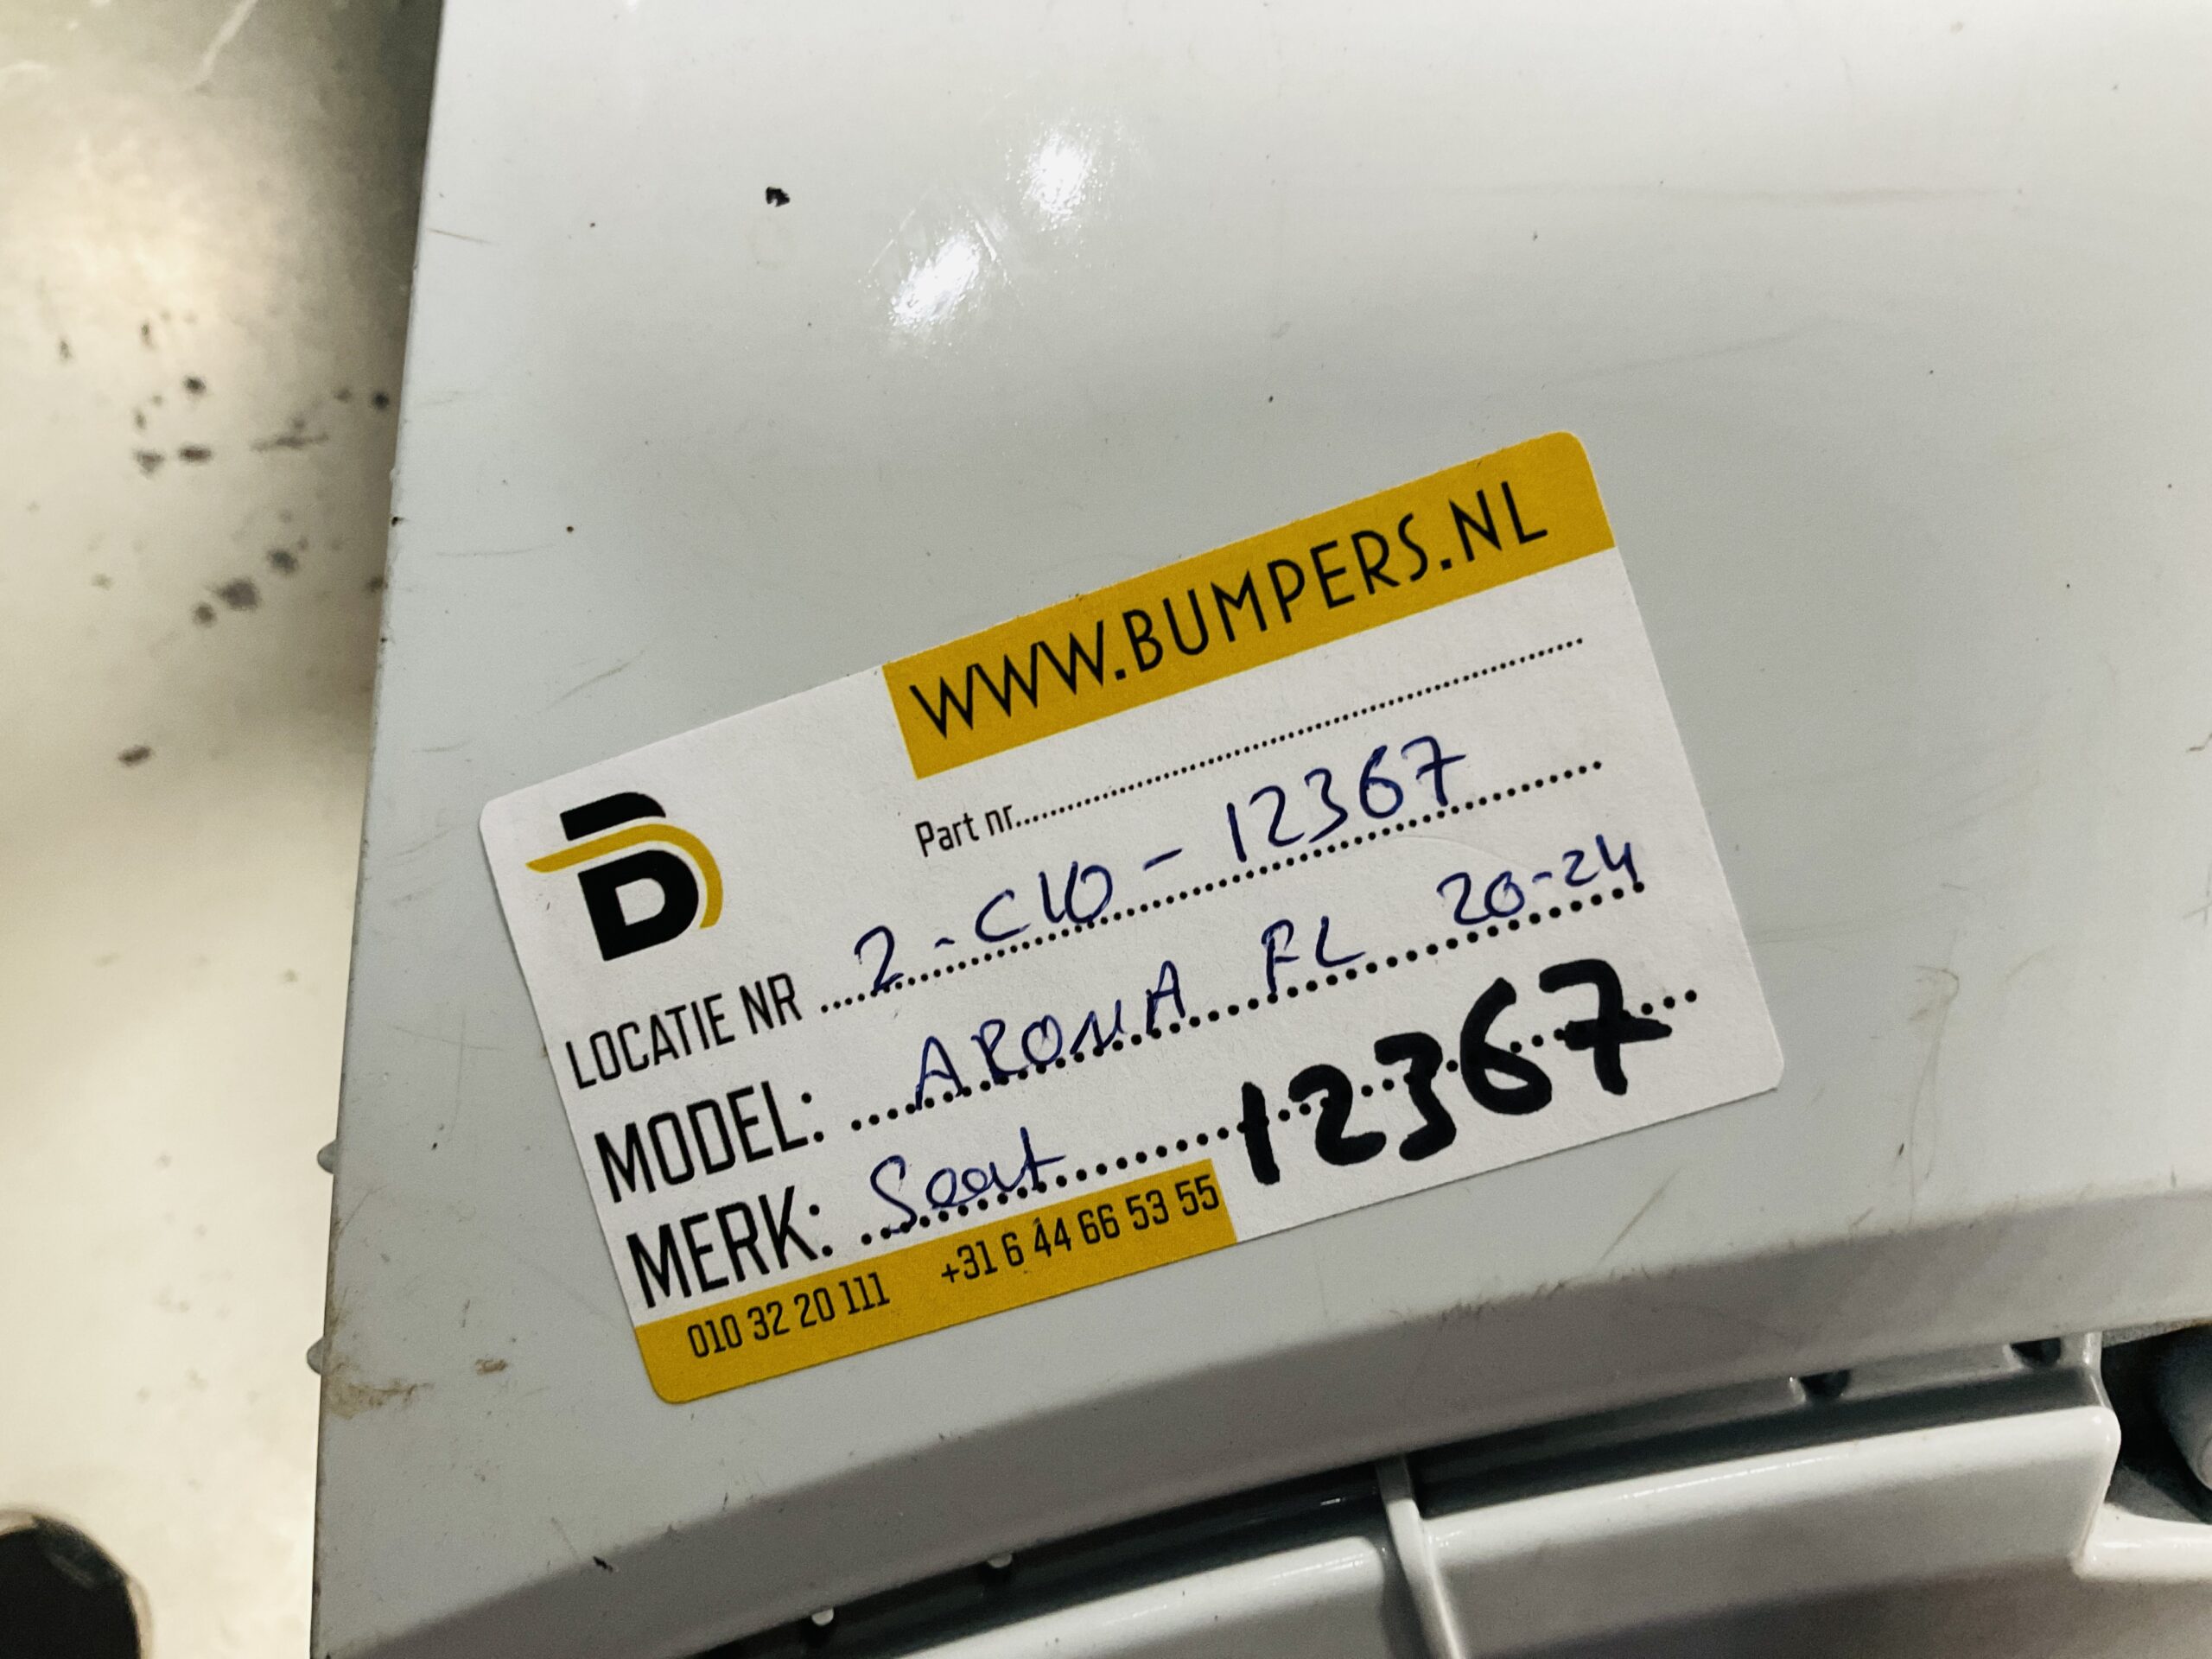 WWW.BUMPERS.NL
Part nr
LOCATIE NR 2-C10-12367
MODEL: ARONA FL 20-24
MERK: Seat 12367
010 32 20 111 +31 6 44 66 53 55